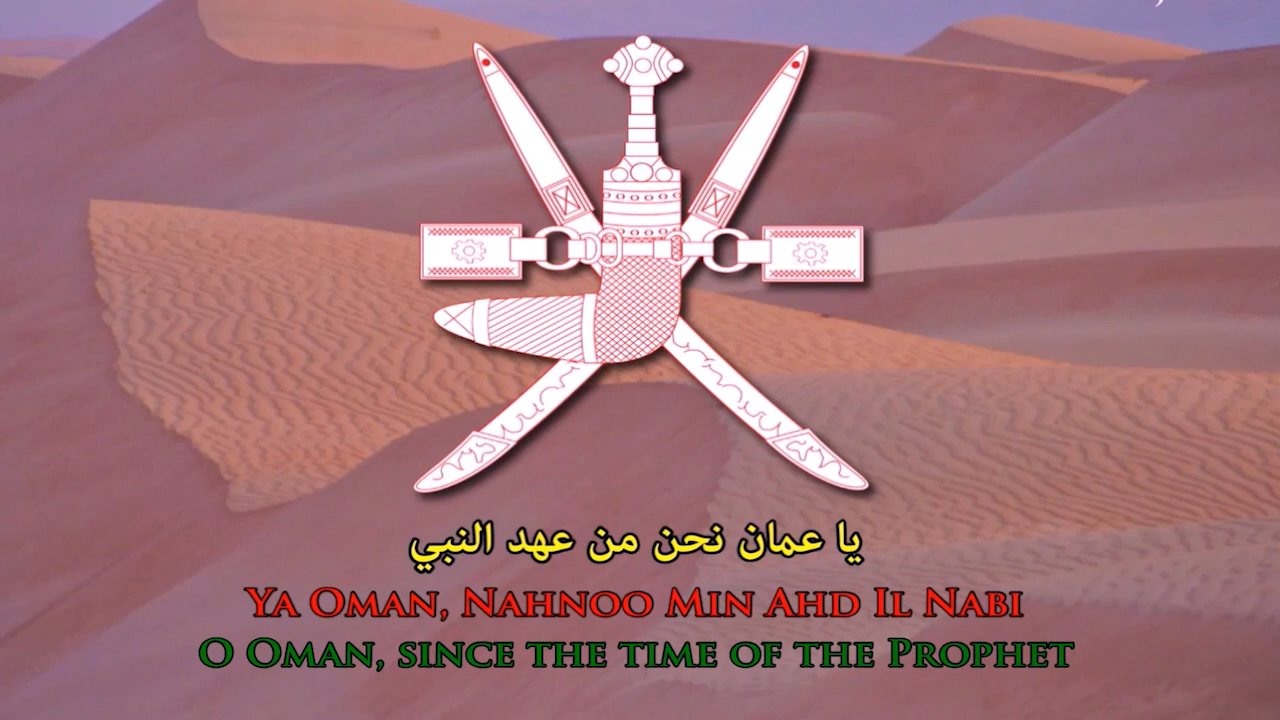 يا عمان نحن من عهد النبي
Ya Oman, Nahnoo Min Ahd Il Nabi
O Oman, since the time of the Prophet